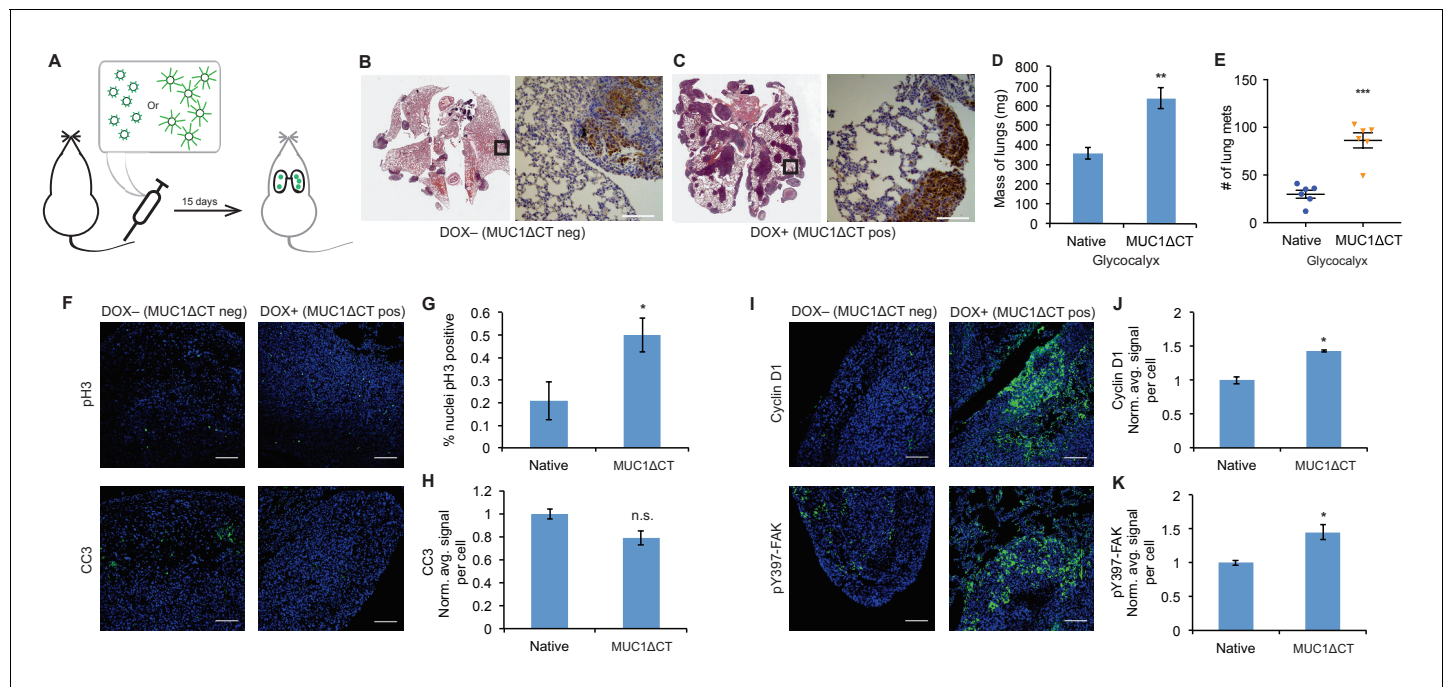 A
Or
15 days
B
DOX– (MUC1ΔCT neg)
C
DOX+ (MUC1ΔCT pos)
D
Mass of lungs (mg)
800
700
600
500
400
300
200
100
0
**
Native
MUC1ΔCT
Glycocalyx
E
# of lung mets
150
100
50
0
***
Native
MUC1ΔCT
Glycocalyx
F
DOX– (MUC1ΔCT neg)
DOX+ (MUC1ΔCT pos)
pH3
CC3
G
% nuclei pH3 positive
0.6
0.5
0.4
0.3
0.2
0.1
0
*
Native
MUC1ΔCT
H
CC3
Norm. avg. signal
per cell
1.2
1
0.8
0.6
0.4
0.2
0
n.s.
Native
MUC1ΔCT
I
DOX– (MUC1ΔCT neg)
DOX+ (MUC1ΔCT pos)
Cyclin D1
pY397-FAK
J
Cyclin D1
Norm. avg. signal
per cell
2
1.5
1
0.5
0
*
Native
MUC1ΔCT
K
pY397-FAK
Norm. avg. signal
per cell
2
1.5
1
0.5
0
*
Native
MUC1ΔCT